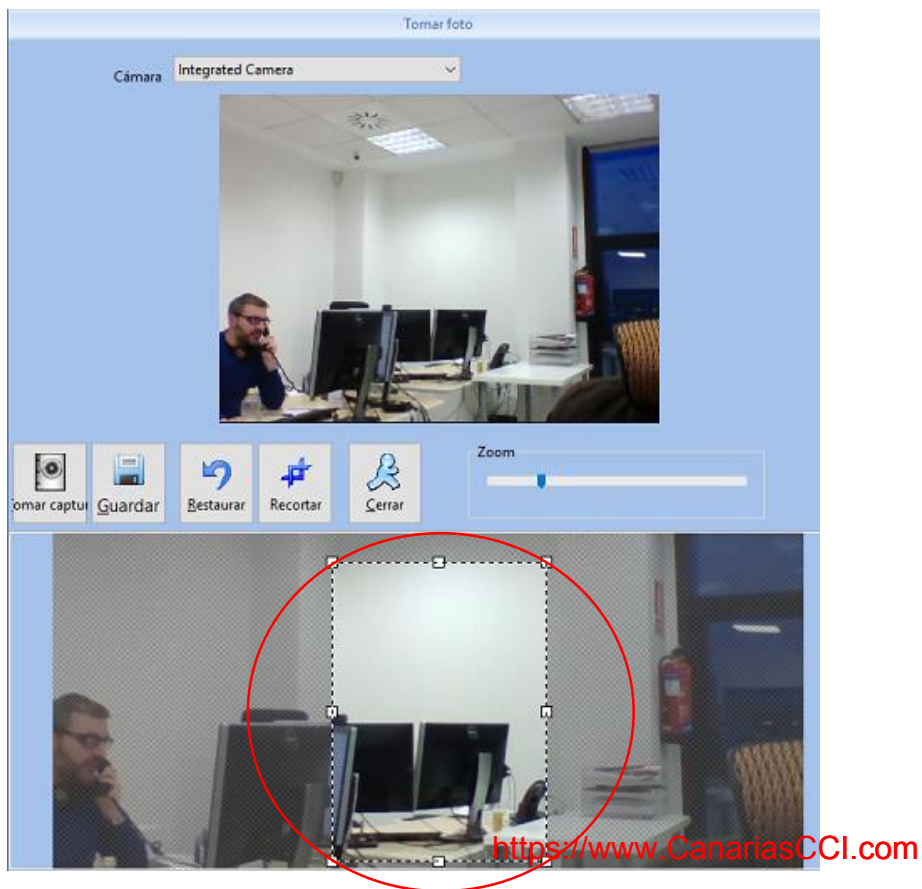 Tomar foto
Cámara
Integrated Camera
Zoom
omar captur
Guardar
Restaurar
Recortar
Cerrar
https://www.CanariasCCI.com